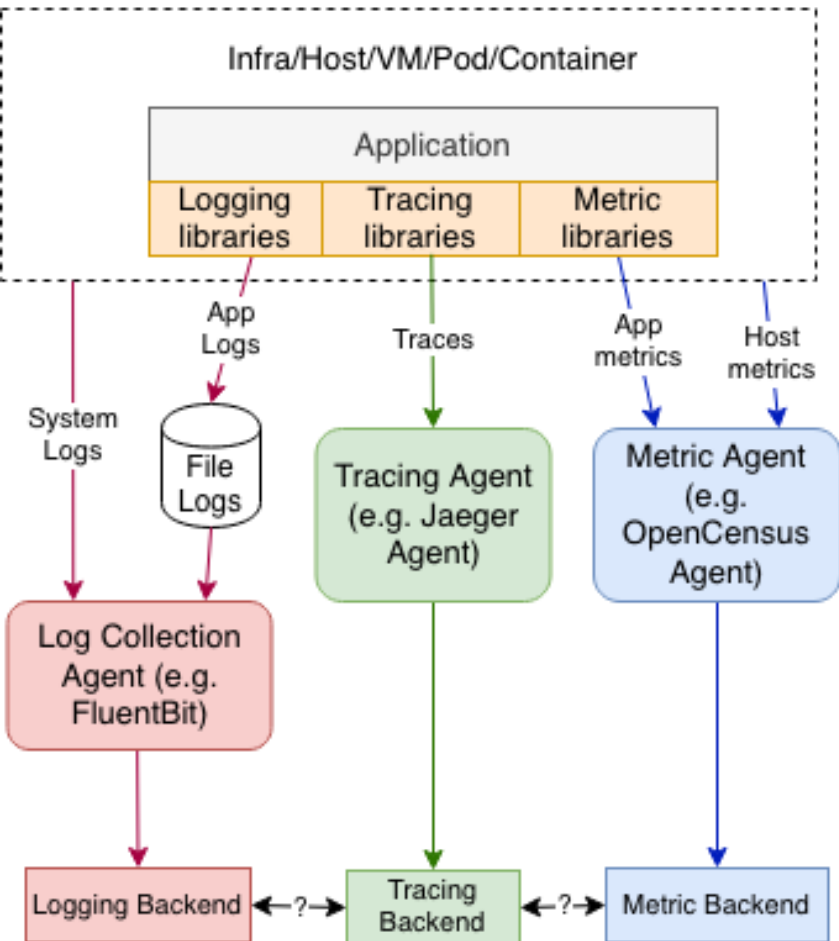 Infra/Host/VM/Pod/Container
Application
Logging
libraries
Tracing
libraries
Metric
libraries
App
Logs
Traces
App
metrics
Host
metrics
System
Logs
File
Logs
Tracing Agent
(e.g. Jaeger
Agent)
Metric Agent
(e.g.
OpenCensus
Agent)
Log Collection
Agent (e.g.
FluentBit)
Logging Backend
?
Tracing
Backend
?
Metric Backend